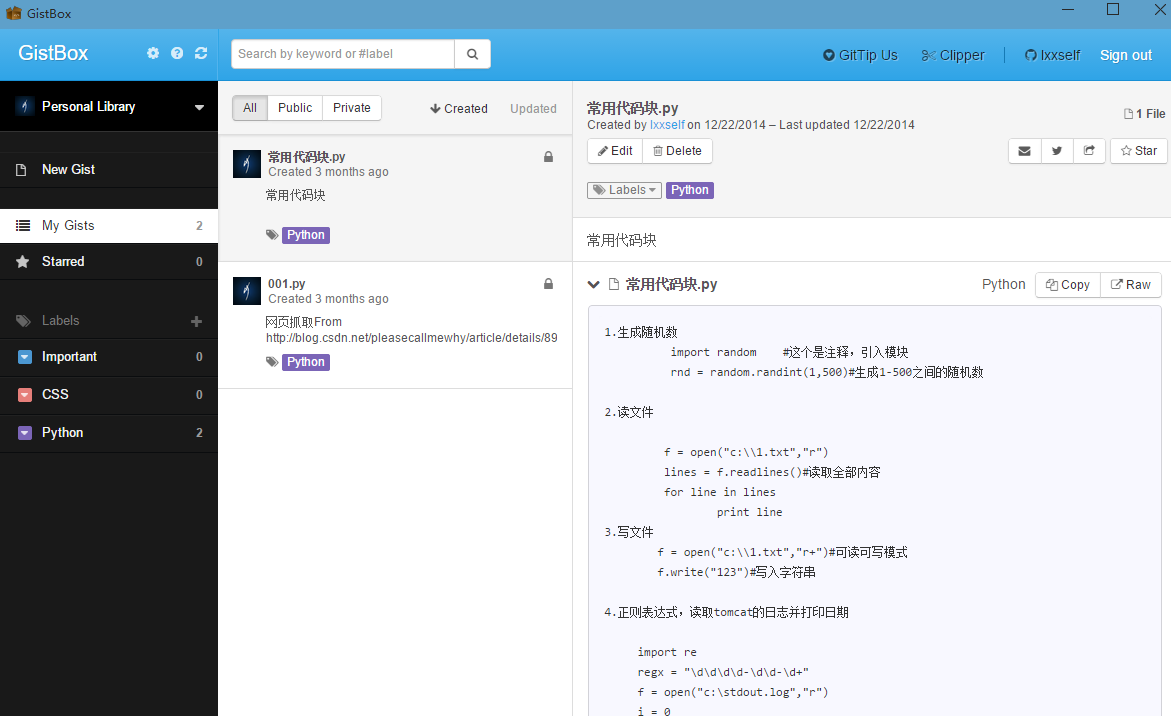 GistBox
GistBox
Search by keyword or #label
GitTip Us
Clipper
lxxself
Sign out
Personal Library
New Gist
My Gists 2
Starred 0
Labels
Important 0
CSS 0
Python 2
All Public Private
Created
Updated
常用代码块.py
Created 3 months ago
常用代码块
Python
001.py
Created 3 months ago
网页抓取From
http://blog.csdn.net/pleasecallmewhy/article/details/89
Python
常用代码块.py
Created by lxxself on 12/22/2014 – Last updated 12/22/2014
1 File
Edit Delete
Star
Labels Python
常用代码块
常用代码块.py
Python
Copy Raw
1.生成随机数
import random #这个是注释，引入模块
rnd = random.randint(1,500)#生成1-500之间的随机数
2.读文件
f = open("c:\\1.txt","r")
lines = f.readlines()#读取全部内容
for line in lines
print line
3.写文件
f = open("c:\\1.txt","r+")#可读可写模式
f.write("123")#写入字符串
4.正则表达式，读取tomcat的日志并打印日期
import re
regx = "\d\d\d\d-\d\d-\d+"
f = open("c:\stdout.log","r")
i = 0